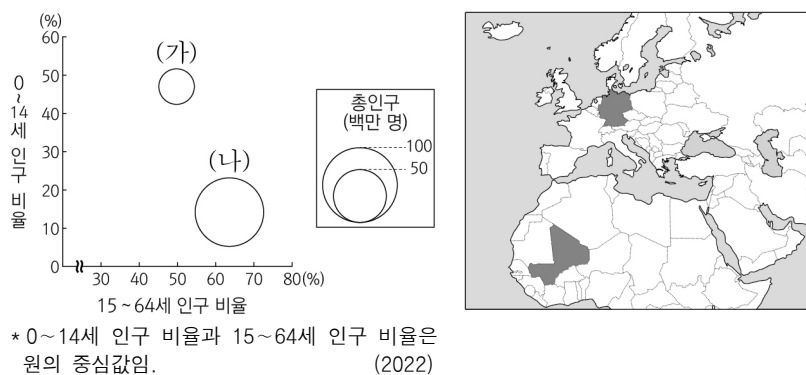 (%)
60
50
40
30
20
10
0
0~14세 인구 비율
(가)
(나)
30 40 50 60 70 80(%)
15~64세 인구 비율
총인구
(백만 명)
100
50
* 0~14세 인구 비율과 15~64세 인구 비율은
원의 중심값임. (2022)